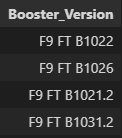 Booster_Version
F9 FT B1022
F9 FT B1026
F9 FT B1021.2
F9 FT B1031.2